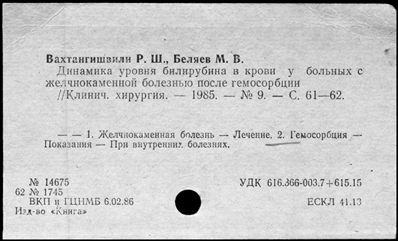 Вахтангишвили Р. Ш., Беляев М. В.
Динамика уровня билирубина в крови у больных с
желчнокаменной болезнью после гемосорбции
//Клинич. хирургия. — 1985. — № 9. — С. 61—62.
— — 1. Желчнокаменная болезнь — Лечение. 2. Гемосорбция —
Показания — При внутренних болезнях.
№ 14675
62 № 1745
ВКП и ГЦНМБ 6.02.86
Изд-во «Книга»
УДК 616.366-003.7+615.15
ЕСКЛ 41.13